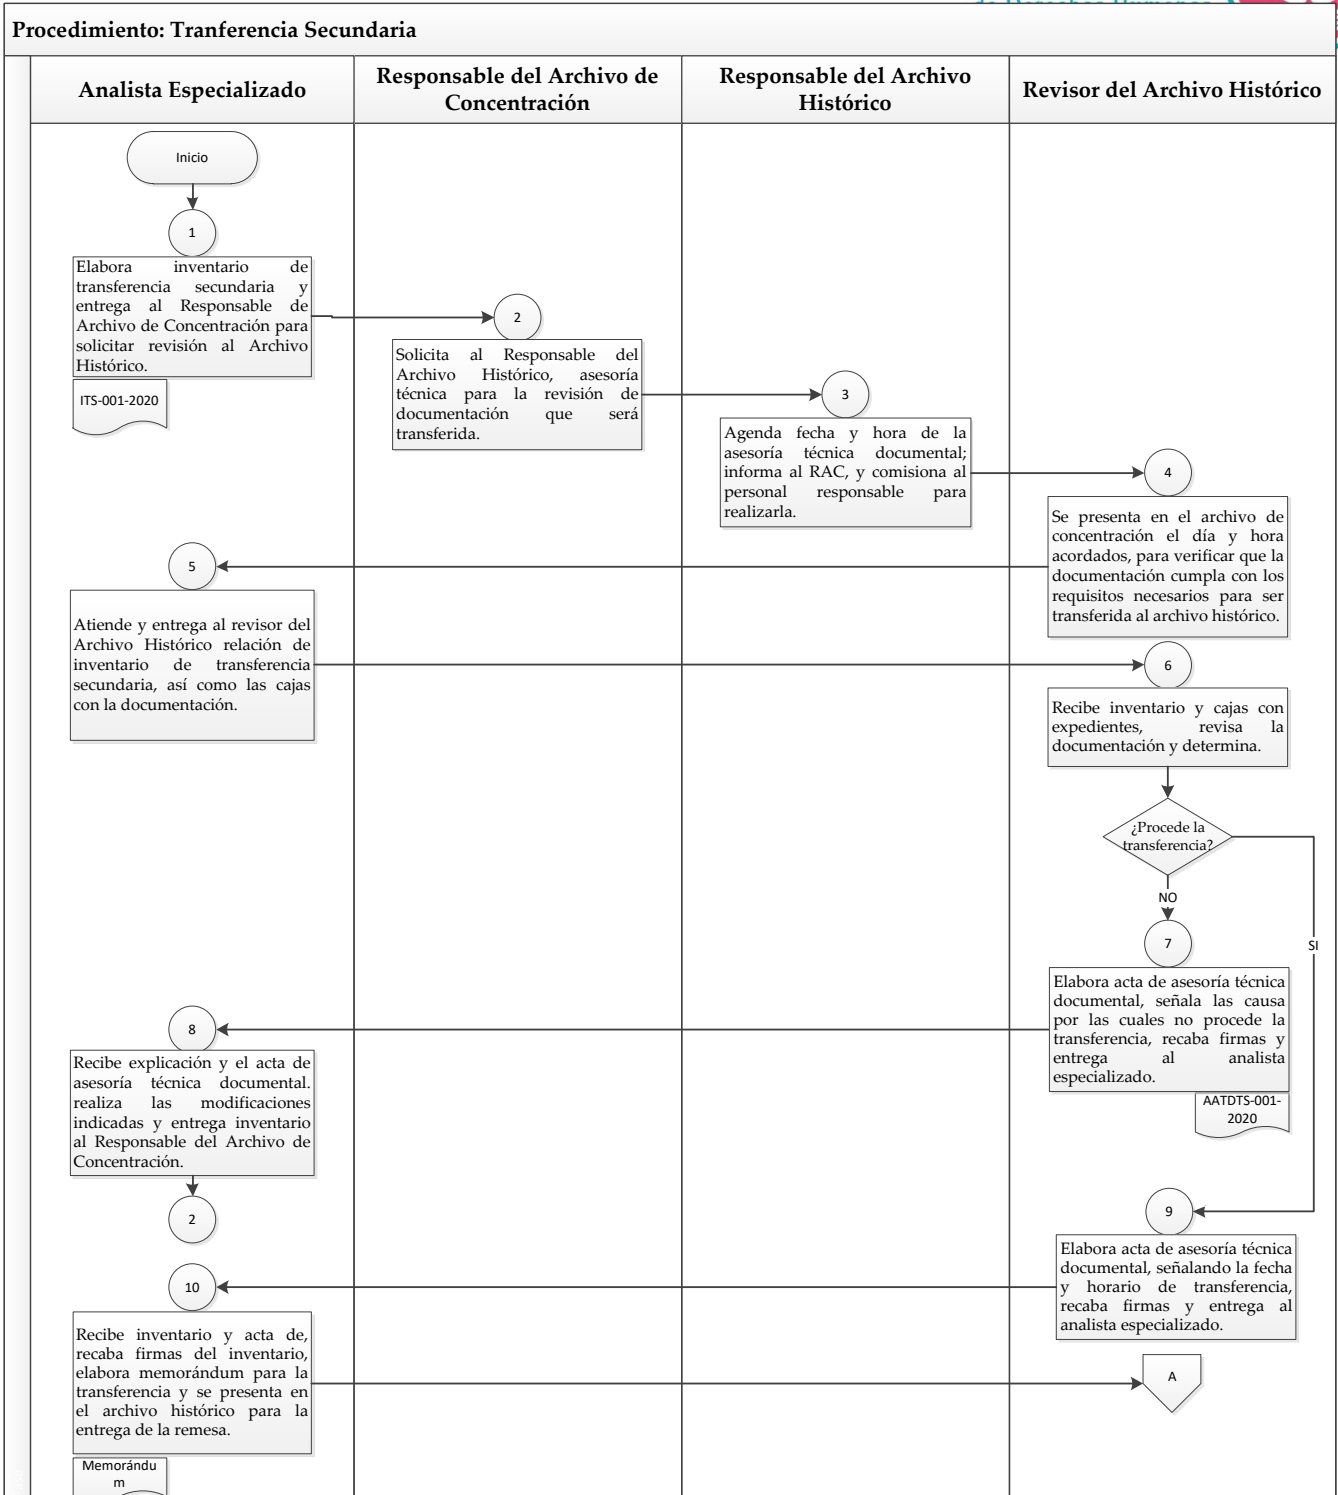 Procedimiento: Tranferencia Secundaria
Analista Especializado
Responsable del Archivo de
Concentración
Responsable del Archivo
Histórico
Revisor del Archivo Histórico
Inicio
1
Elabora inventario de
transferencia secundaria y
entrega al Responsable de
Archivo de Concentración para
solicitar revisión al Archivo
Histórico.
ITS-001-2020
2
Solicita al Responsable del
Archivo Histórico, asesoría
técnica para la revisión de
documentación que será
transferida.
3
Agenda fecha y hora de la
asesoría técnica documental;
informa al RAC, y comisiona al
personal responsable para
realizarla.
4
Se presenta en el archivo de
concentración el día y hora
acordados, para verificar que la
documentación cumpla con los
requisitos necesarios para ser
transferida al archivo histórico.
5
Atiende y entrega al revisor del
Archivo Histórico relación de
inventario de transferencia
secundaria, así como las cajas
con la documentación.
6
Recibe inventario y cajas con
expedientes, revisa la
documentación y determina.
¿Procede la
transferencia?
NO
SI
7
Elabora acta de asesoría técnica
documental, señala las causa
por las cuales no procede la
transferencia, recaba firmas y
entrega al analista
especializado.
AATDTS-001-
2020
8
Recibe explicación y el acta de
asesoría técnica documental.
realiza las modificaciones
indicadas y entrega inventario
al Responsable del Archivo de
Concentración.
2
9
Elabora acta de asesoría técnica
documental, señalando la fecha
y horario de transferencia,
recaba firmas y entrega al
analista especializado.
10
Recibe inventario y acta de,
recaba firmas del inventario,
elabora memorándum para la
transferencia y se presenta en
el archivo histórico para la
entrega de la remesa.
A
Memorándu
m